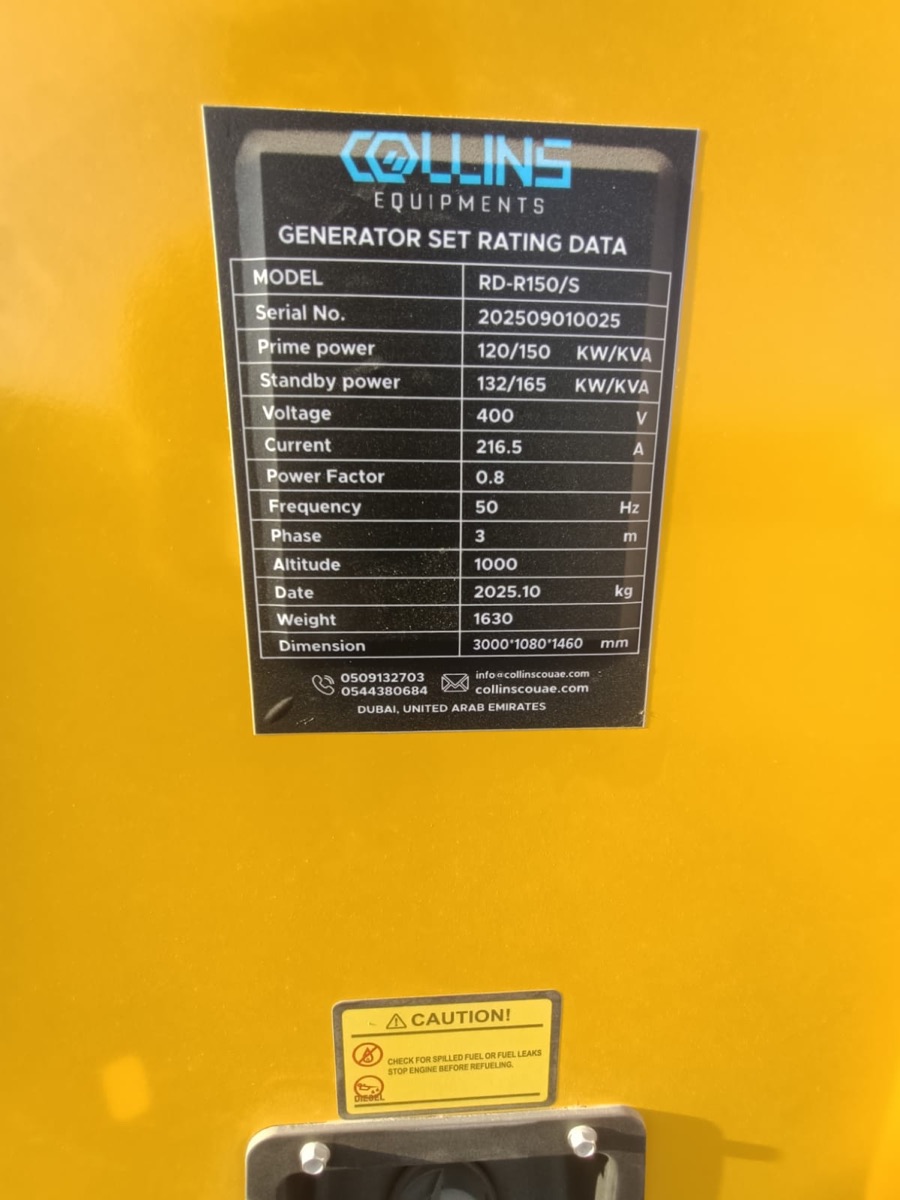 COLLINS
EQUIPMENTS
GENERATOR SET RATING DATA
MODEL RD-R150/S
Serial No. 202509010025
Prime power 120/150 KW/KVA
Standby power 132/165 KW/KVA
Voltage 400 V
Current 216.5 A
Power Factor 0.8
Frequency 50 Hz
Phase 3 m
Altitude 1000
Date 2025.10 kg
Weight 1630
Dimension 3000*1080*1460 mm
0509132703 info@collinscouae.com
0544380684 collinscouae.com
DUBAI, UNITED ARAB EMIRATES
CAUTION!
CHECK FOR SPILLED FUEL OR FUEL LEAKS
STOP ENGINE BEFORE REFUELING.
DIESEL